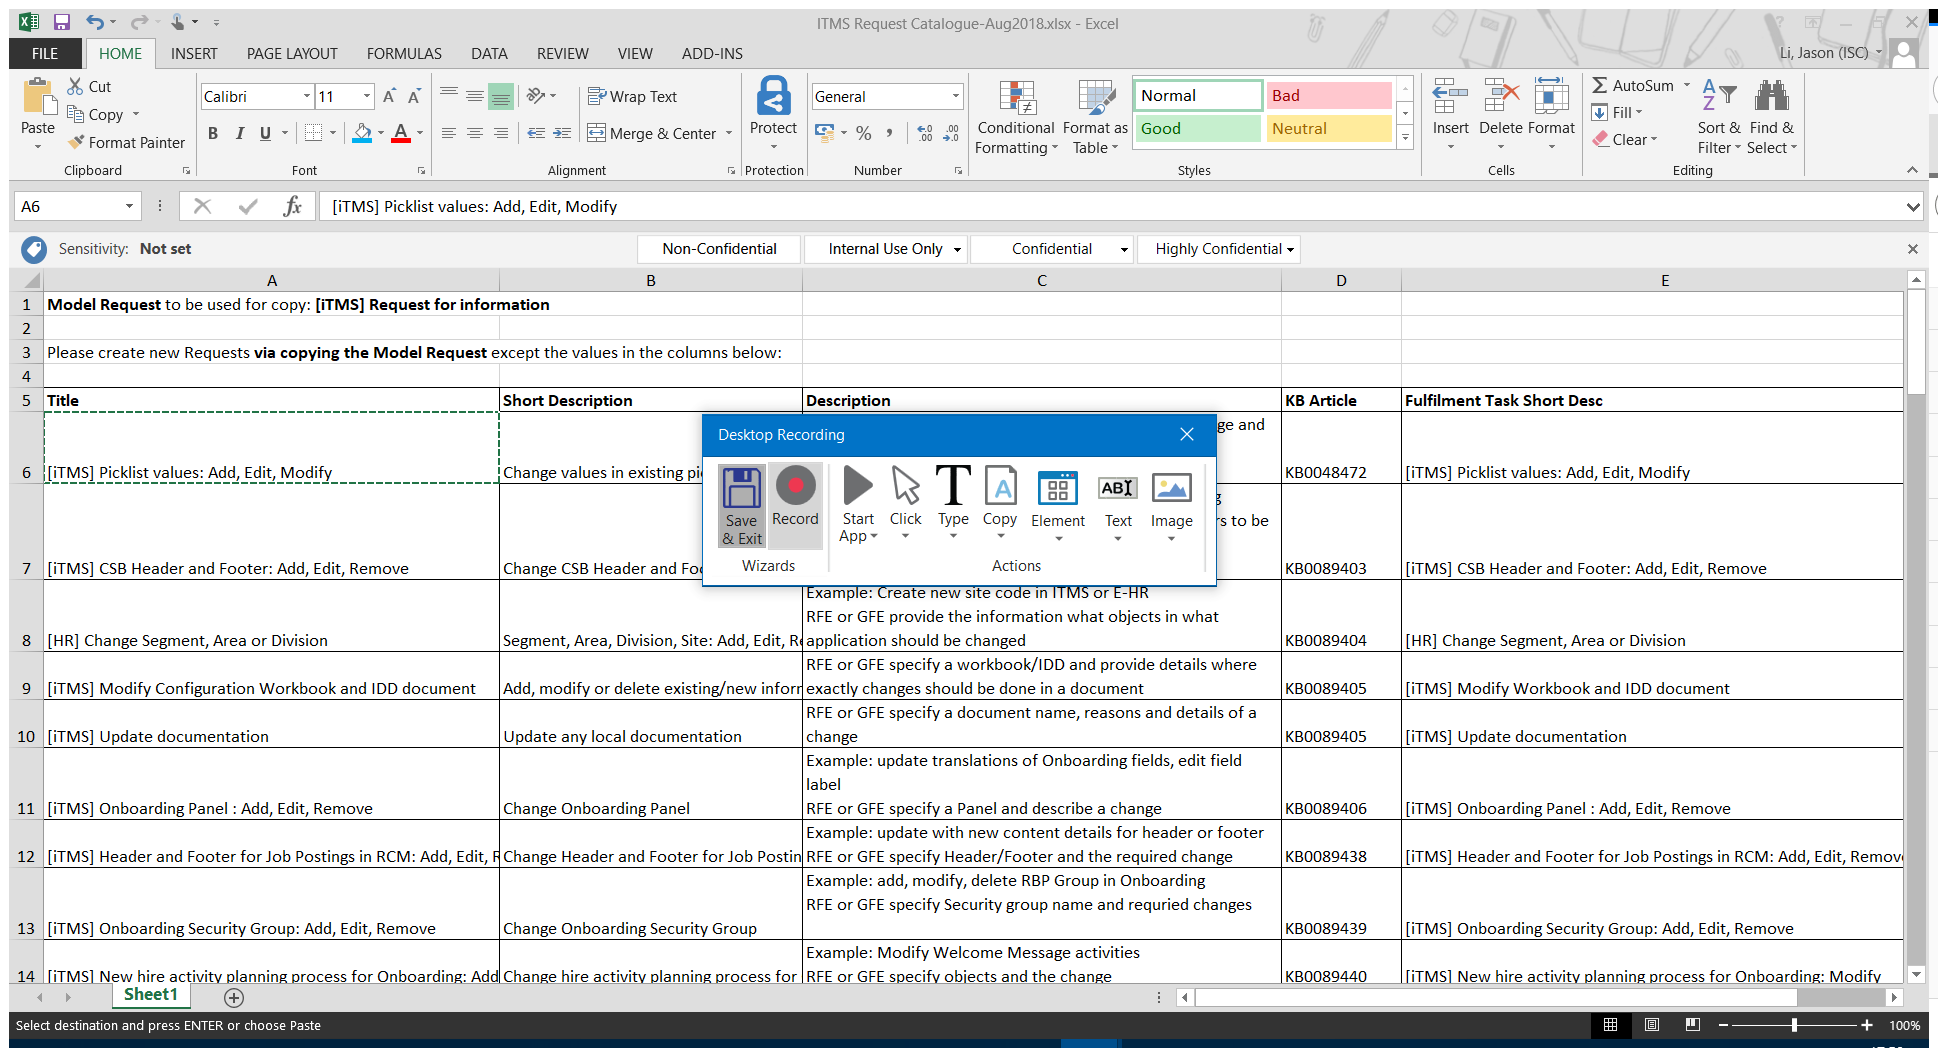 ITMS Request Catalogue-Aug2018.xlsx - Excel
FILE HOME INSERT PAGE LAYOUT FORMULAS DATA REVIEW VIEW ADD-INS Li, Jason (ISC)
Paste
Cut
Copy
Format Painter
Clipboard
Calibri 11
B I U A
Font
Wrap Text
Merge & Center
Alignment
Protect
Protection
General
%
Number
Conditional Formatting
Format as Table
Normal Bad
Good Neutral
Styles
Insert Delete Format
Cells
AutoSum
Fill
Clear
Sort & Filter
Find & Select
Editing
A6 fx [iTMS] Picklist values: Add, Edit, Modify
Sensitivity: Not set Non-Confidential Internal Use Only Confidential Highly Confidential
A B C D E
1 Model Request to be used for copy: [iTMS] Request for information
2
3 Please create new Requests via copying the Model Request except the values in the columns below:
4
5 Title Short Description Description KB Article Fulfilment Task Short Desc
ge and
6 [iTMS] Picklist values: Add, Edit, Modify Change values in existing pi KB0048472 [iTMS] Picklist values: Add, Edit, Modify
g
s to be
7 [iTMS] CSB Header and Footer: Add, Edit, Remove Change CSB Header and Fo KB0089403 [iTMS] CSB Header and Footer: Add, Edit, Remove
Desktop Recording
Save & Exit
Record
Wizards
Start App
Click
Type
Copy
Element
Text
Image
Actions
Example: Create new site code in ITMS or E-HR
RFE or GFE provide the information what objects in what
8 [HR] Change Segment, Area or Division Segment, Area, Division, Site: Add, Edit, Re application should be changed KB0089404 [HR] Change Segment, Area or Division
RFE or GFE specify a workbook/IDD and provide details where
9 [iTMS] Modify Configuration Workbook and IDD document Add, modify or delete existing/new inform exactly changes should be done in a document KB0089405 [iTMS] Modify Workbook and IDD document
RFE or GFE specify a document name, reasons and details of a
10 [iTMS] Update documentation Update any local documentation change KB0089405 [iTMS] Update documentation
Example: update translations of Onboarding fields, edit field
label
11 [iTMS] Onboarding Panel : Add, Edit, Remove Change Onboarding Panel RFE or GFE specify a Panel and describe a change KB0089406 [iTMS] Onboarding Panel : Add, Edit, Remove
Example: update with new content details for header or footer
12 [iTMS] Header and Footer for Job Postings in RCM: Add, Edit, R Change Header and Footer for Job Postin RFE or GFE specify Header/Footer and the required change KB0089438 [iTMS] Header and Footer for Job Postings in RCM: Add, Edit, Remov
Example: add, modify, delete RBP Group in Onboarding
RFE or GFE specify Security group name and requried changes
13 [iTMS] Onboarding Security Group: Add, Edit, Remove Change Onboarding Security Group KB0089439 [iTMS] Onboarding Security Group: Add, Edit, Remove
Example: Modify Welcome Message activities
14 [iTMS] New hire activity planning process for Onboarding: Add Change hire activity planning process for RFE or GFE specify objects and the change KB0089440 [iTMS] New hire activity planning process for Onboarding: Modify
Sheet1
Select destination and press ENTER or choose Paste 100%